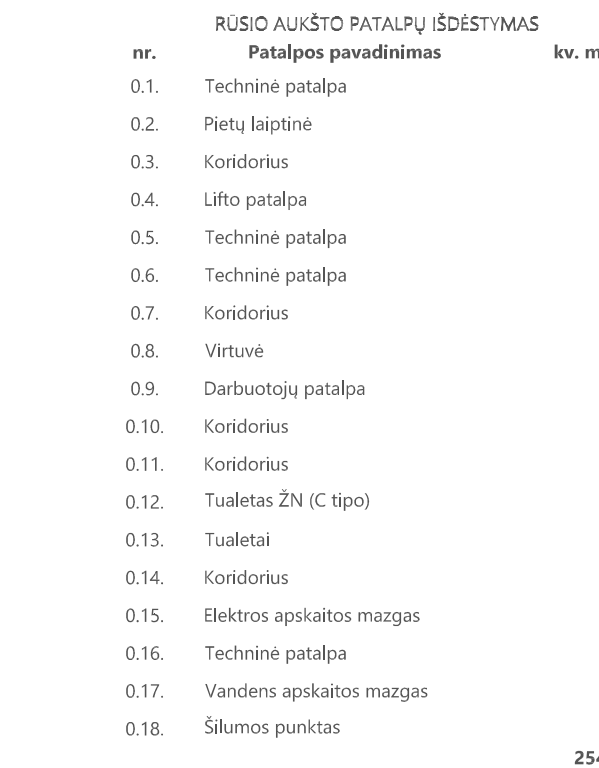 RŪSIO AUKŠTO PATALPŲ IŠDĖSTYMAS
nr. Patalpos pavadinimas kv. m
0.1. Techninė patalpa
0.2. Pietų laiptinė
0.3. Koridorius
0.4. Lifto patalpa
0.5. Techninė patalpa
0.6. Techninė patalpa
0.7. Koridorius
0.8. Virtuvė
0.9. Darbuotojų patalpa
0.10. Koridorius
0.11. Koridorius
0.12. Tualetas ŽN (C tipo)
0.13. Tualetai
0.14. Koridorius
0.15. Elektros apskaitos mazgas
0.16. Techninė patalpa
0.17. Vandens apskaitos mazgas
0.18. Šilumos punktas
254